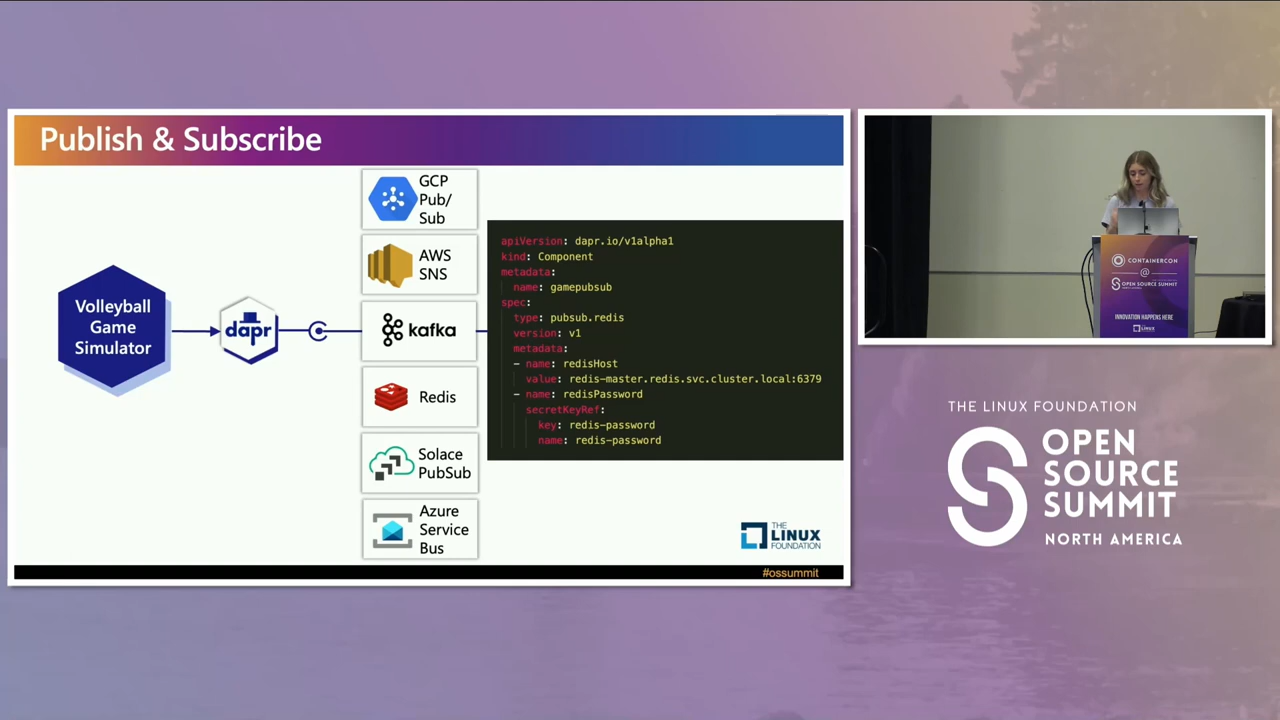 Publish & Subscribe
Volleyball
Game
Simulator
dapr
GCP
Pub/
Sub
AWS
SNS
kafka
Redis
Solace
PubSub
Azure
Service
Bus
apiVersion: dapr.io/v1alpha1
kind: Component
metadata:
name: gamepubsub
spec:
type: pubsub.redis
version: v1
metadata:
- name: redisHost
value: redis-master.redis.svc.cluster.local:6379
- name: redisPassword
secretKeyRef:
key: redis-password
name: redis-password
THE
LINUX
FOUNDATION
#ossummit
CONTAINERCON
@
OPEN SOURCE SUMMIT
INNOVATION HAPPENS HERE
LINUX
THE LINUX FOUNDATION
OPEN
SOURCE
SUMMIT
NORTH AMERICA